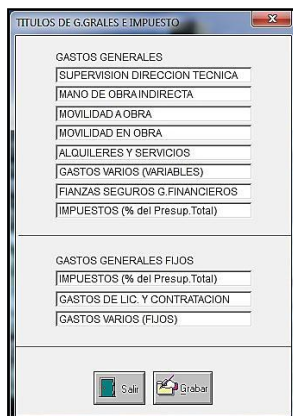 TITULOS DE G.GRALES E IMPUESTO
GASTOS GENERALES
SUPERVISION DIRECCION TECNICA
MANO DE OBRA INDIRECTA
MOVILIDAD A OBRA
MOVILIDAD EN OBRA
ALQUILERES Y SERVICIOS
GASTOS VARIOS (VARIABLES)
FIANZAS SEGUROS G.FINANCIEROS
IMPUESTOS (% del Presup.Total)
GASTOS GENERALES FIJOS
IMPUESTOS (% del Presup.Total)
GASTOS DE LIC. Y CONTRATACION
GASTOS VARIOS (FIJOS)
Salir Grabar